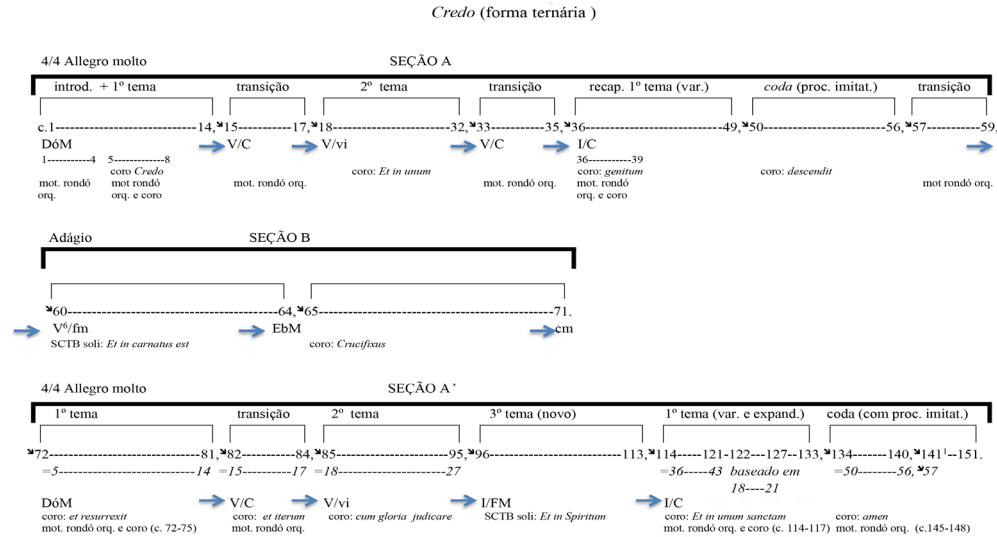 Credo (forma ternária )
4/4 Allegro molto SEÇÃO A
introd. + 1º tema transição 2º tema transição recap. 1º tema (var.) coda (proc. imitat.) transição
c.1--------------------------14, 15-----------17, 18-----------------------32, 33------------35, 36--------------------------49, 50-------------------------56, 57-------------59,
DóM V/C V/vi V/C I/C
1-----------4 5-----------8 36-----------39
coro Credo coro: Et in unum coro: genitum coro: descendit
mot. rondó mot rondó mot. rondó orq. mot. rondó orq. mot rondó mot rondó orq.
orq. orq. e coro orq. e coro
Adágio SEÇÃO B
60------------------------------------64, 65------------------------------------------71.
V⁶/fm EbM cm
SCTB soli: Et in carnatus est coro: Crucifixus
4/4 Allegro molto SEÇÃO A’
1º tema transição 2º tema 3º tema (novo) 1º tema (var. e expand.) coda (com proc. imitat.)
72---------------------------81, 82-----------84, 85---------------------95, 96---------------------------113, 114-----121-122------127--133, 134--------140, 141¹--151.
=5---------------------------14 =15---------17 =18--------------------27 =36-----43 baseado em =50--------56, 57
18----21
DóM V/C V/vi I/FM I/C
coro: et resurrexit coro: et iterum coro: cum gloria judicare SCTB soli: Et in Spiritum coro: Et in unum sanctam coro: amen
mot. rondó orq. e coro (c. 72-75) mot. rondó orq. mot. rondó orq. e coro (c. 114-117) mot. rondó orq. (c.145-148)